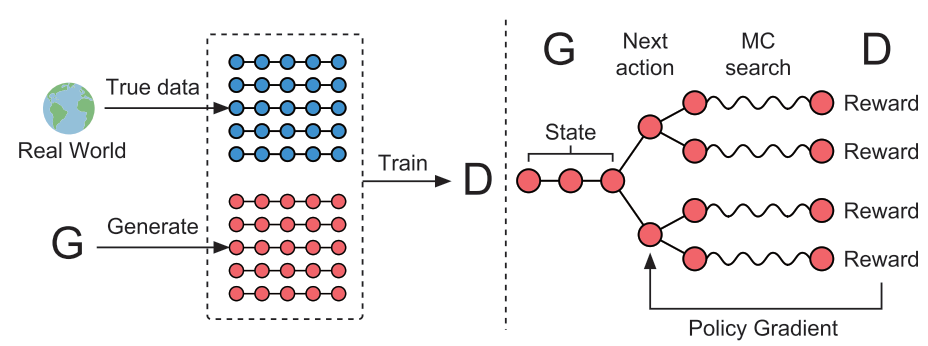 True data
Real World
G
Generate
Train
D
G
Next
action
MC
search
D
State
Reward
Reward
Reward
Reward
Policy Gradient